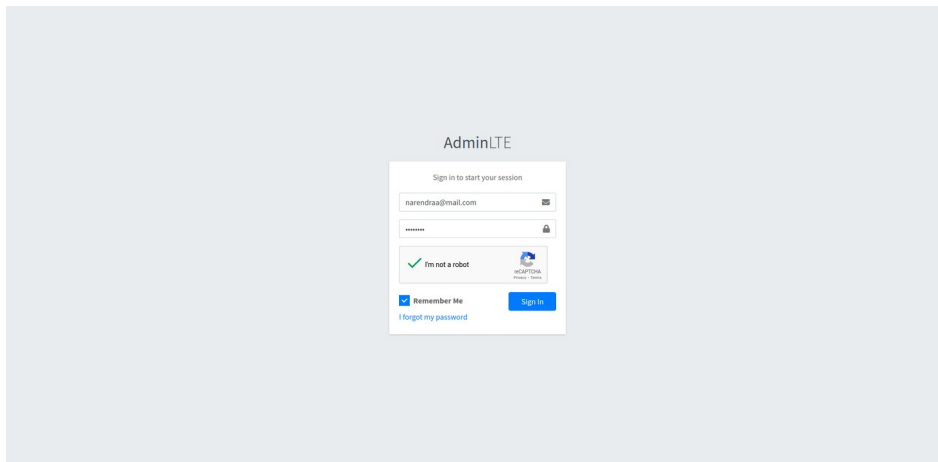 AdminLTE
Sign in to start your session
narendraa@mail.com
••••••••
I'm not a robot
reCAPTCHA
Privacy - Terms
Remember Me
Sign In
I forgot my password